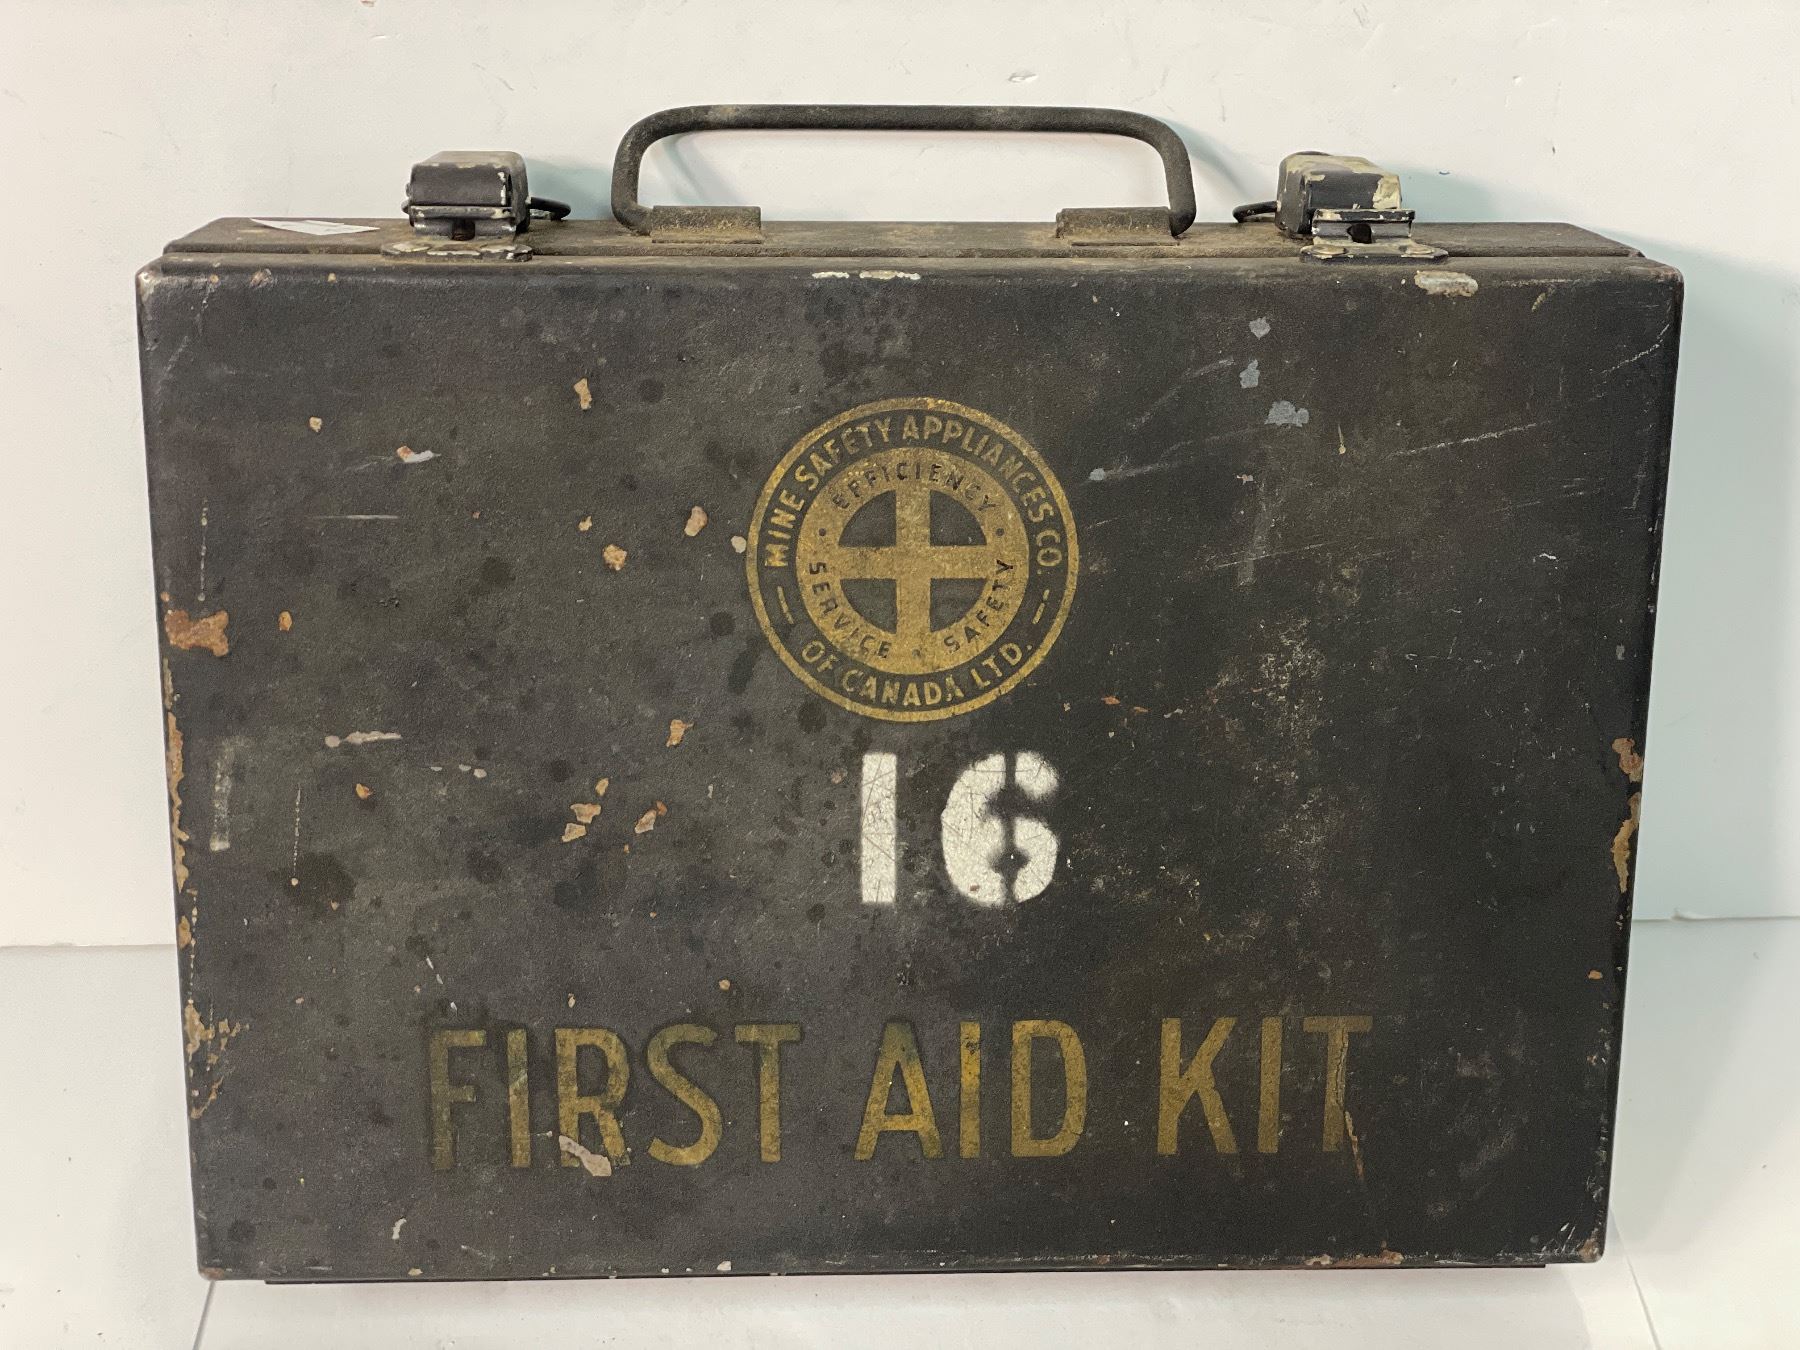 MINE SAFETY APPLIANCES CO.
OF CANADA LTD.
EFFICIENCY
SERVICE
SAFETY
16
FIRST AID KIT